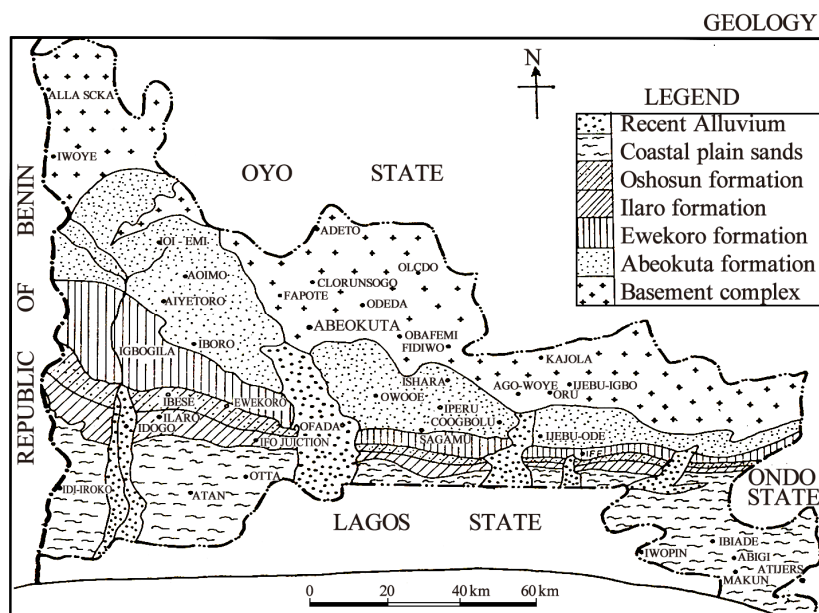 GEOLOGY
N
LEGEND
Recent Alluvium
Coastal plain sands
Oshosun formation
Ilaro formation
Ewekoro formation
Abeokuta formation
Basement complex
ALLA SCKA
IWOYE
OYO STATE
REPUBLIC OF BENIN
ADETO
IOI - EMI
OLCDO
AOIMO
CLORUNSOGO
FAPOTE
ODEDA
AIYETORO
ABEOKUTA
OBAFEMI
IBORO
FIDIWO
IGBOGILA
KAJOLA
ISHARA
AGO-WOYE
IJEBU-IGBO
ORU
OWOOE
IBESE
EWEKORO
IPERU
ILARO
COOGBOLU
IDOGO
OFADA
IFO JUICTION
SAGAMU
IJEBU-ODE
IFE
OTTA
ONDO
STATE
IDJ-IROKO
ATAN
LAGOS STATE
IBIADE
IWOPIN
ABIGI
ATIJERS
MAKUN
0 20 40 km 60 km